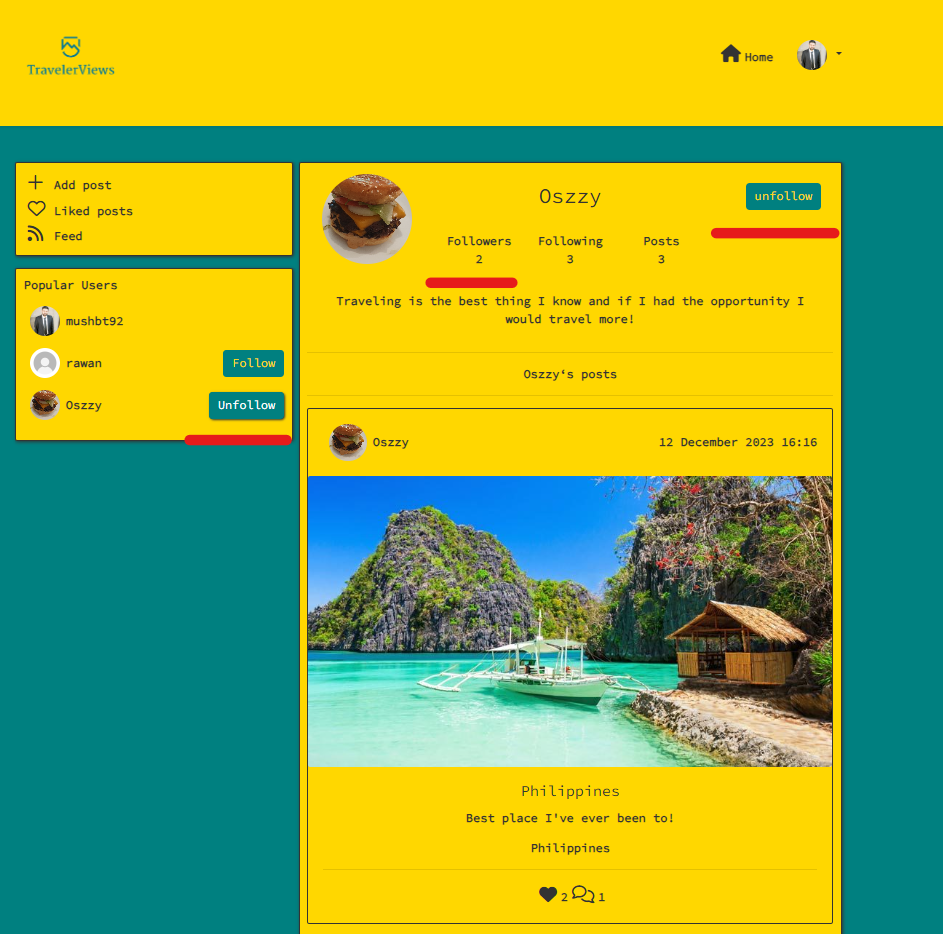 TravelerViews
Home
Add post
Liked posts
Feed
Popular Users
mushbt92
rawan
Follow
Oszzy
Unfollow
Oszzy
unfollow
Followers
Following
Posts
2
3
3
Traveling is the best thing I know and if I had the opportunity I
would travel more!
Oszzy‘s posts
Oszzy
12 December 2023 16:16
Philippines
Best place I've ever been to!
Philippines
2
1